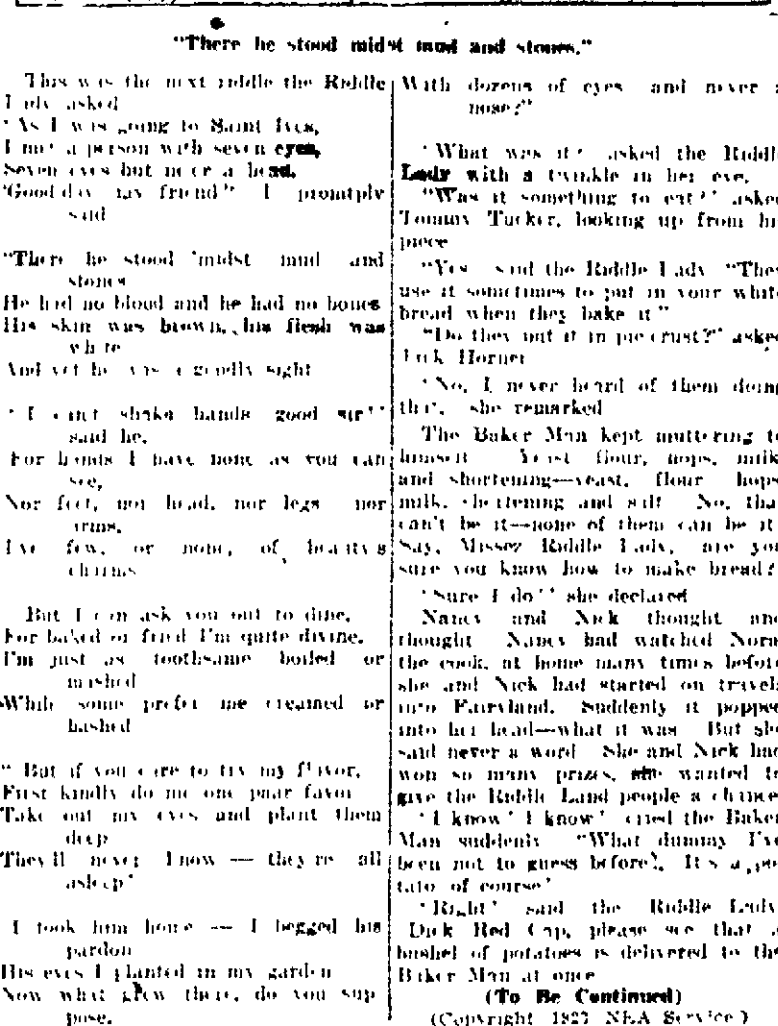 "There he stood midst mud and stones."
This was the next riddle the Riddle
Lady asked
"As I was going to Saint Ives,
I met a person with seven eyes,
Seven eyes but ne'er a head.
'Good day my friend'' I promptly
said
"There he stood 'midst mud and
stones
He had no blood and he had no bones
His skin was brown, his flesh was
white
And yet he was a goodly sight
"'I can't shake hands good sir''
said he,
'For hands I have none as you can
see,
Nor feet, nor head, nor legs nor
arms,
I've few, or none, of beauty's
charms
But I can ask you out to dine,
For baked or fried I'm quite divine.
I'm just as toothsame boiled or
mashed
While some prefer me creamed or
hashed
" But if you care to try my flavor,
First kindly do me one poor favor
Take out my eyes and plant them
deep
They'll never know — they're all
asleep'
I took him home — I begged his
pardon
His eyes I planted in my garden
Now what grew there, do you sup
pose,
With dozens of eyes and never a
nose?"
"What was it?" asked the Riddle
Lady with a twinkle in her eye.
"Was it something to eat?" asked
Tommy Tucker, looking up from his
piece
"Yes said the Riddle Lady "They
use it sometimes to put in your white
bread when they bake it"
"Do they put it in pie crust?" asked
Jack Horner
"No, I never heard of them doing
that, she remarked
The Baker Man kept muttering to
himself Yeast flour, hops, milk
and shortening—yeast, flour hops
milk, shortening and salt No, that
can't be it—none of them can be it
Say, Missez Riddle Lady, are you
sure you know how to make bread?
"Sure I do" she declared
Nancy and Nick thought and
thought Nancy had watched Norah
the cook, at home many times before
she and Nick had started on travels
into Fairyland. Suddenly it popped
into her head—what it was But she
said never a word She and Nick had
won so many prizes, she wanted to
give the Riddle Land people a chance
"I know' I know' cried the Baker
Man suddenly "What dummy I've
been not to guess before. It's a po
tato of course'
"Right' said the Riddle Lady
Dick Red Cap, please see that a
bushel of potatoes is delivered to the
Baker Man at once
(To Be Continued)
(Copyright 1927 NEA Service)